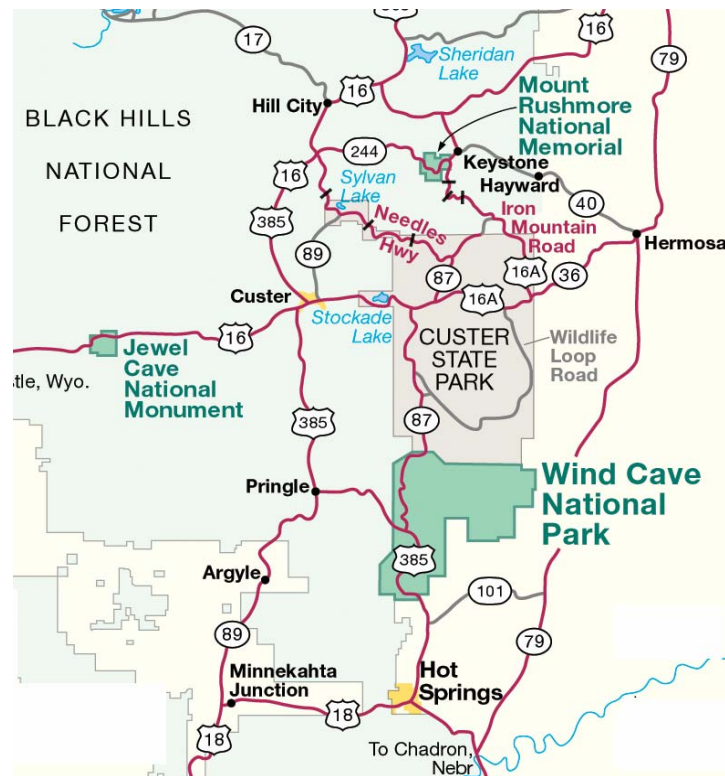 385
16
17
Sheridan
Lake
79
16
Hill City
Mount
Rushmore
National
Memorial
BLACK HILLS
NATIONAL
FOREST
244
Keystone
16
Sylvan
Lake
Hayward
40
385
Needles
Hwy
Iron
Mountain
Road
89
Hermosa
87
16A
36
Custer
16A
Stockade
Lake
16
CUSTER
STATE
PARK
Wildlife
Loop
Road
Jewel
Cave
National
Monument
tle, Wyo.
385
87
Wind Cave
National
Park
Pringle
385
Argyle
101
89
79
Minnekahta
Junction
Hot
Springs
18
18
To Chadron,
Nebr